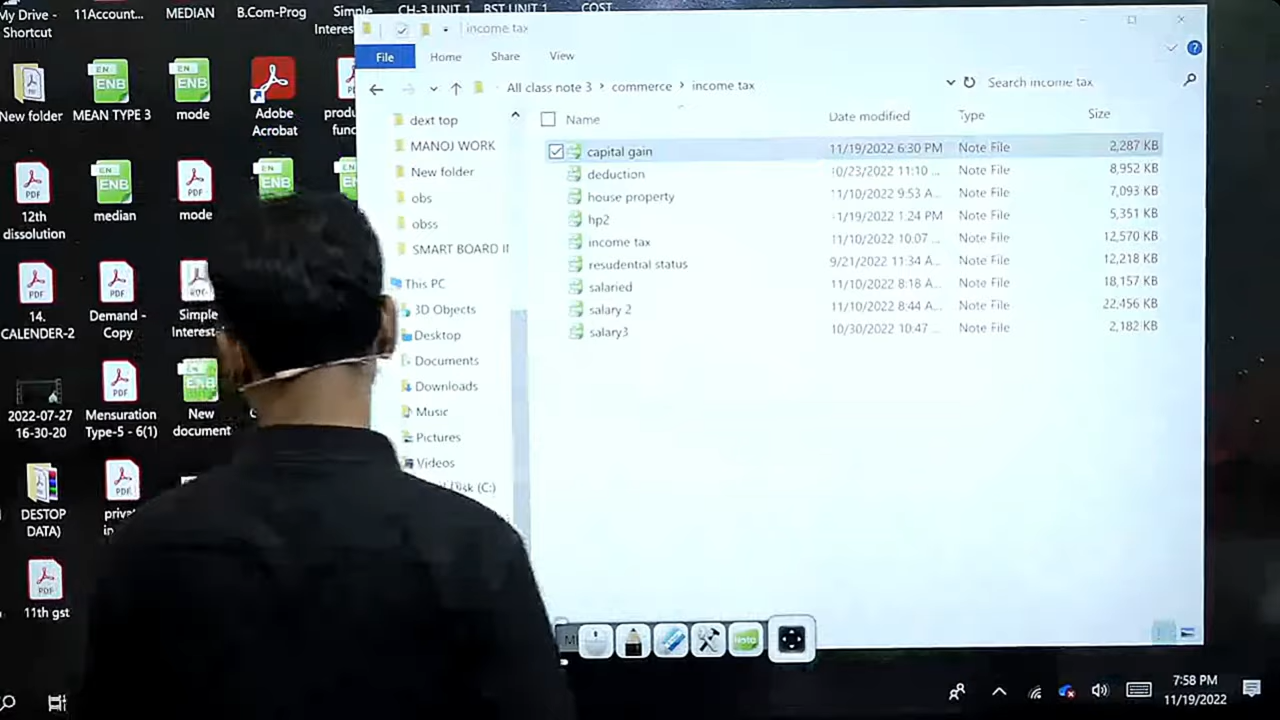 My Drive -
Shortcut
11Account...
MEDIAN
B.Com-Prog
Simple
Interes
CH-3 UNIT 1
BST UNIT 1
COST
New folder
MEAN TYPE 3
mode
Adobe
Acrobat
produ
func
12th
dissolution
median
mode
14.
CALENDER-2
Demand -
Copy
Simple
Interest-
2022-07-27
16-30-20
Mensuration
Type-5 - 6(1)
New
document
DESTOP
DATA)
priva
in
11th gst
income tax
File
Home
Share
View
All class note 3 > commerce > income tax
Search income tax
dext top
MANOJ WORK
New folder
obs
obss
SMART BOARD
This PC
3D Objects
Desktop
Documents
Downloads
Music
Pictures
Videos
(C:)
Name
Date modified
Type
Size
capital gain 11/19/2022 6:30 PM Note File 2,287 KB
deduction 10/23/2022 11:10 ... Note File 8,952 KB
house property 11/10/2022 9:53 A... Note File 7,093 KB
hp2 11/19/2022 1:24 PM Note File 5,351 KB
income tax 11/10/2022 10:07 ... Note File 12,570 KB
resudential status 9/21/2022 11:34 A... Note File 12,218 KB
salaried 11/10/2022 8:18 A... Note File 18,157 KB
salary 2 11/10/2022 8:44 A... Note File 22,456 KB
salary3 10/30/2022 10:47 ... Note File 2,182 KB
Note
7:58 PM
11/19/2022